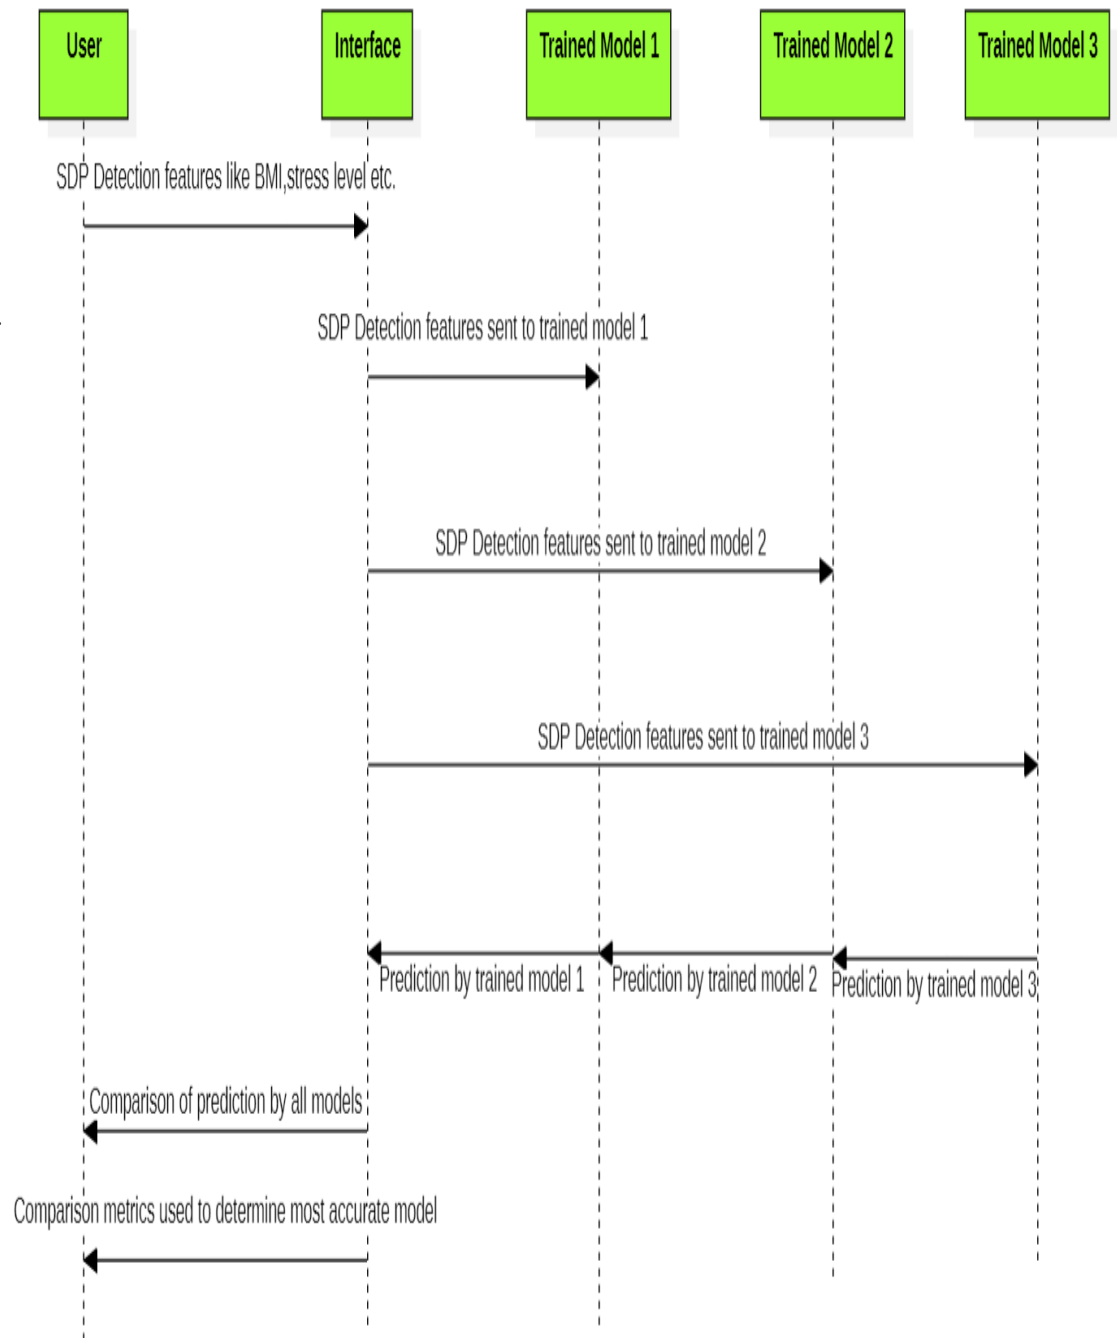 User
Interface
Trained Model 1
Trained Model 2
Trained Model 3
SDP Detection features like BMI,stress level etc.
SDP Detection features sent to trained model 1
SDP Detection features sent to trained model 2
SDP Detection features sent to trained model 3
Prediction by trained model 1
Prediction by trained model 2
Prediction by trained model 3
Comparison of prediction by all models
Comparison metrics used to determine most accurate model